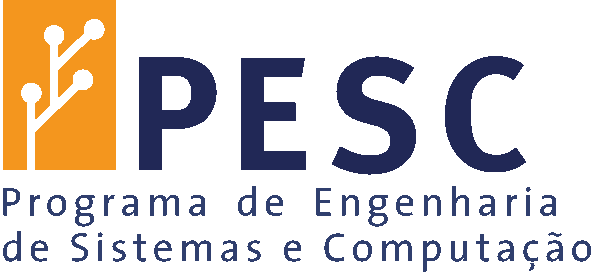 PESC
Programa de Engenharia
de Sistemas e Computação